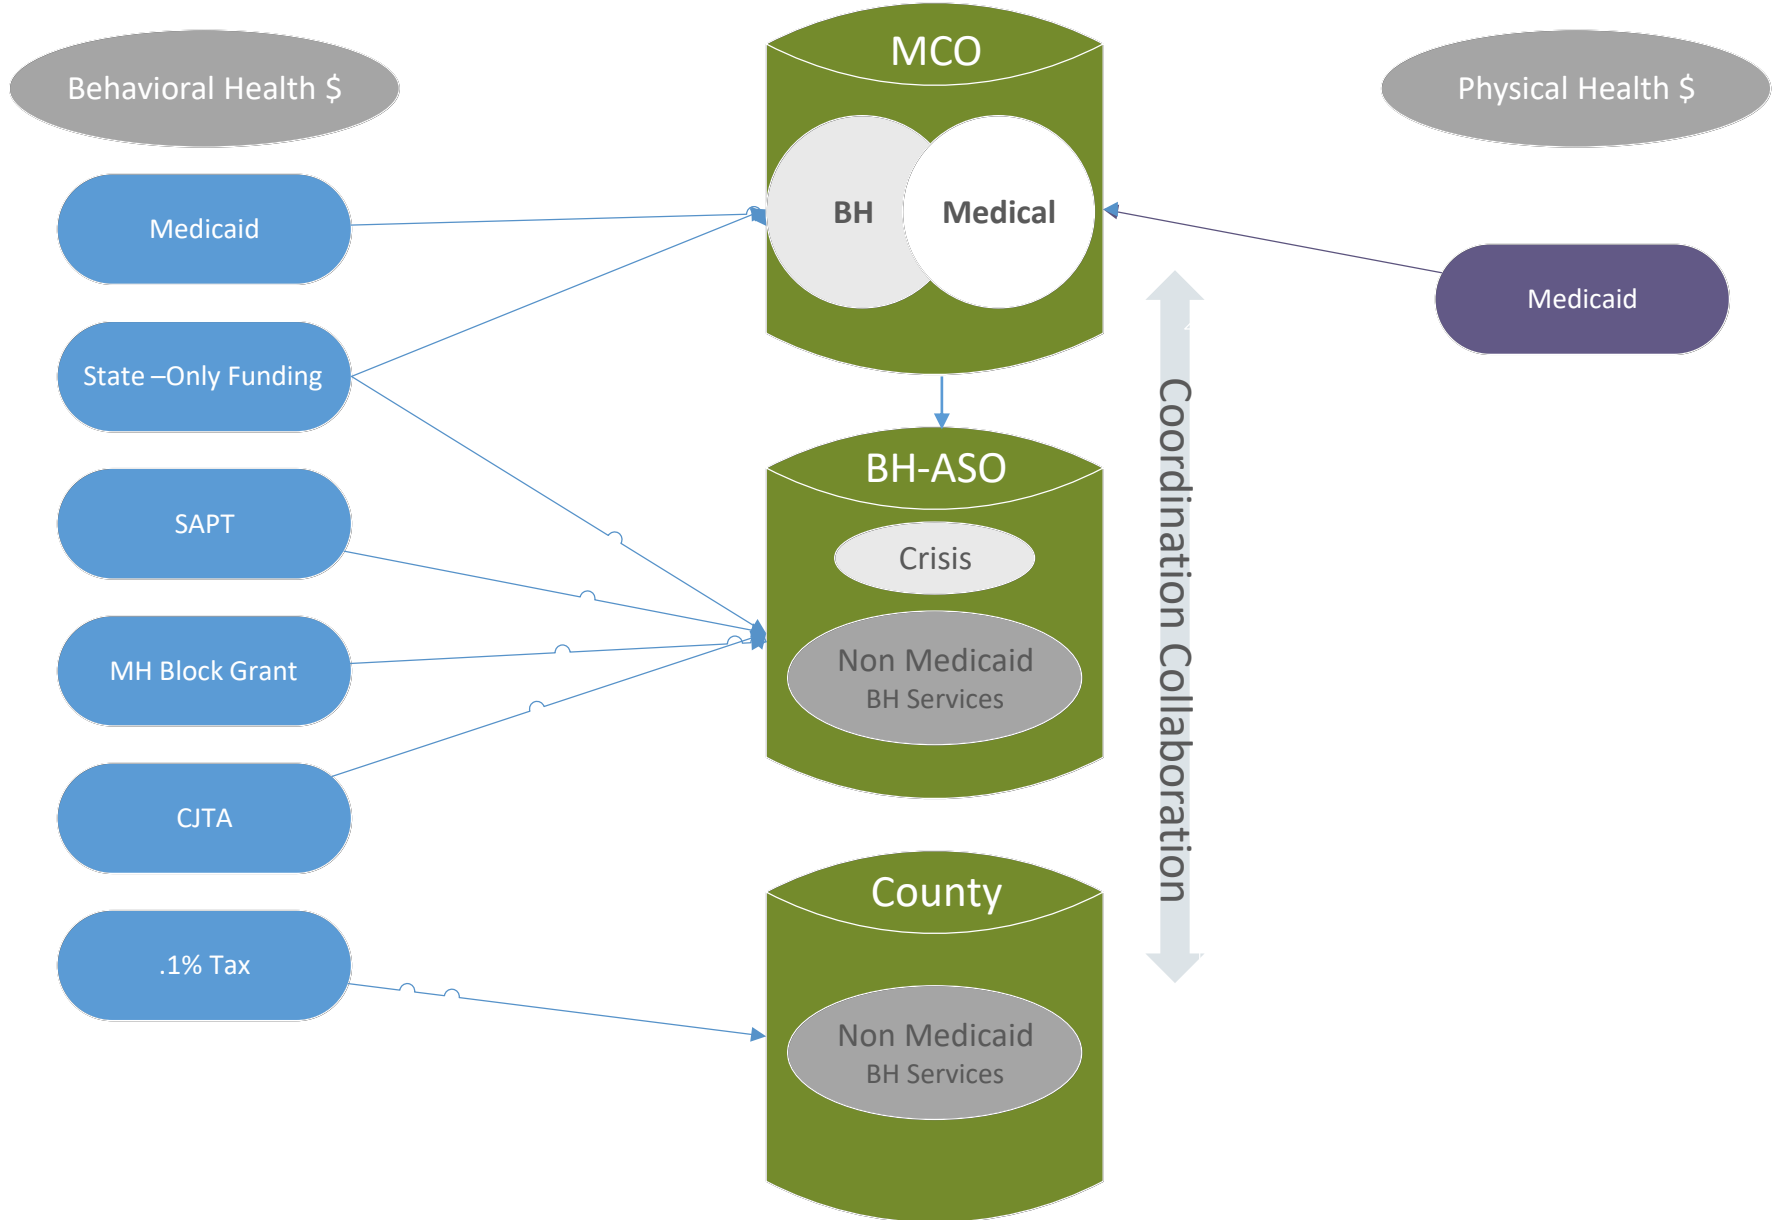 Behavioral Health $
Medicaid
State –Only Funding
SAPT
MH Block Grant
CJTA
.1% Tax
MCO
BH
Medical
BH-ASO
Crisis
Non Medicaid
BH Services
County
Non Medicaid
BH Services
Coordination Collaboration
Physical Health $
Medicaid